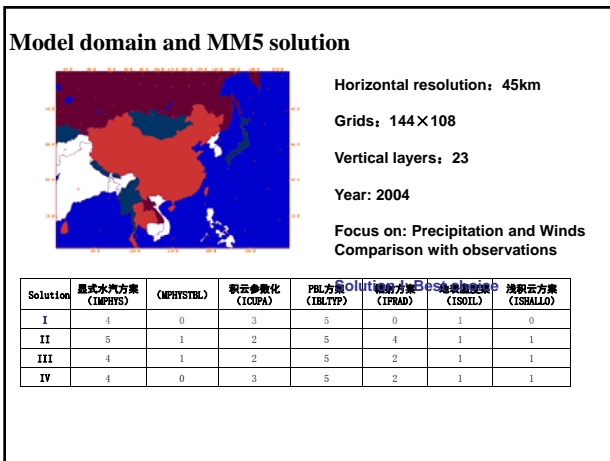 Model domain and MM5 solution
Horizontal resolution：45km
Grids：144×108
Vertical layers：23
Year: 2004
Focus on: Precipitation and Winds
Comparison with observations
Solution I: Best choice
Solution 显式水汽方案 (IMPHYS) (MPHYSTBL) 积云参数化 (ICUPA) PBL方案 (IBLTYP) (IFRAD) (ISOIL) 浅积云方案 (ISHALLO)
I 4 0 3 5 0 1 0
II 5 1 2 5 4 1 1
III 4 1 2 5 2 1 1
IV 4 0 3 5 2 1 1